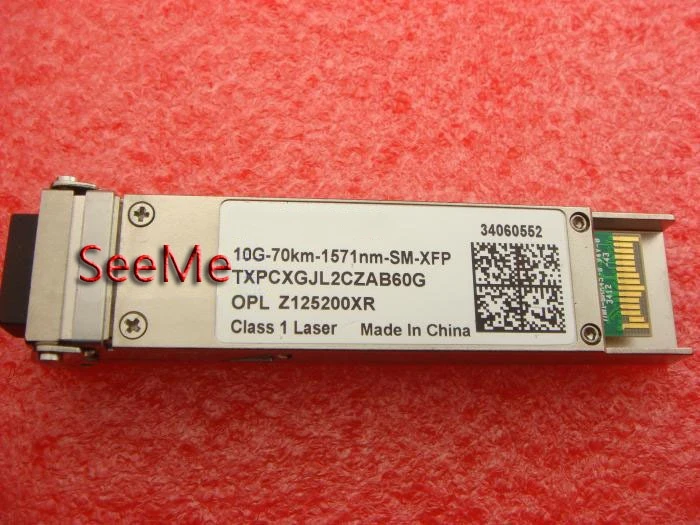 34060552
10G-70km-1571nm-SM-XFP
TXPCXGJL2CZAB60G
OPL Z125200XR
Class 1 Laser Made In China
SeeMe